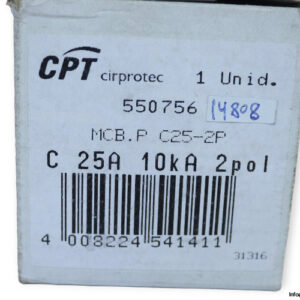 CPT cirprotec 1 Unid.
550756 14808
MCB.P C25-2P
C 25A 10kA 2pol
4 008224 541411
31316